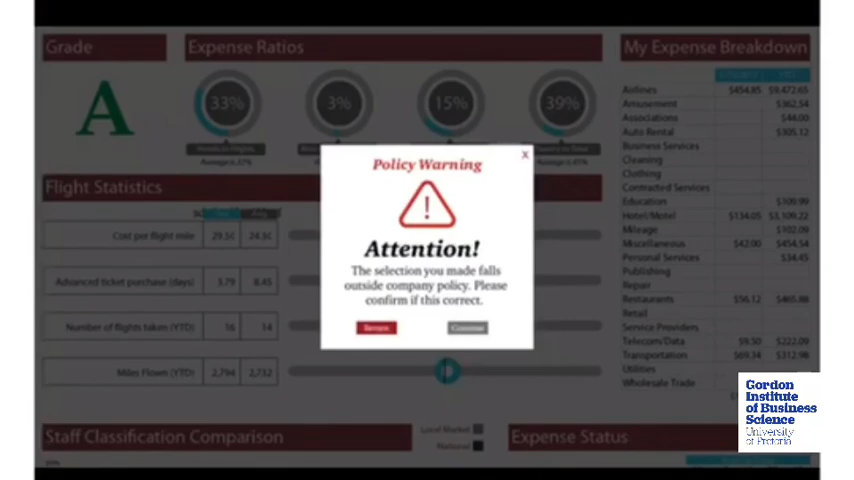 Grade
Expense Ratios
My Expense Breakdown
A
33%
3%
15%
39%
Airlines $454.85 $9,472.65
Amusement $362.54
Associations $44.00
Auto Rental $305.12
Business Services
Cleaning
Clothing
Contracted Services
Education $109.99
Hotel/Motel $134.05 $3,109.22
Mileage $102.09
Miscellaneous $42.00 $454.54
Personal Services $34.45
Publishing
Repair
Restaurants $56.12 $465.88
Retail
Service Providers
Telecom/Data $9.50 $222.09
Transportation $69.34 $312.98
Utilities
Wholesale Trade
Policy Warning
X
Attention!
The selection you made falls
outside company policy. Please
confirm if this correct.
Flight Statistics
Cost per flight mile
Advanced ticket purchase (days) 3.79 8.45
Number of flights taken (YTD) 16 14
Miles Flown (YTD) 2,794 2,732
Staff Classification Comparison
Local Market
National
Expense Status
Gordon
Institute
of Business
Science
University
of Pretoria